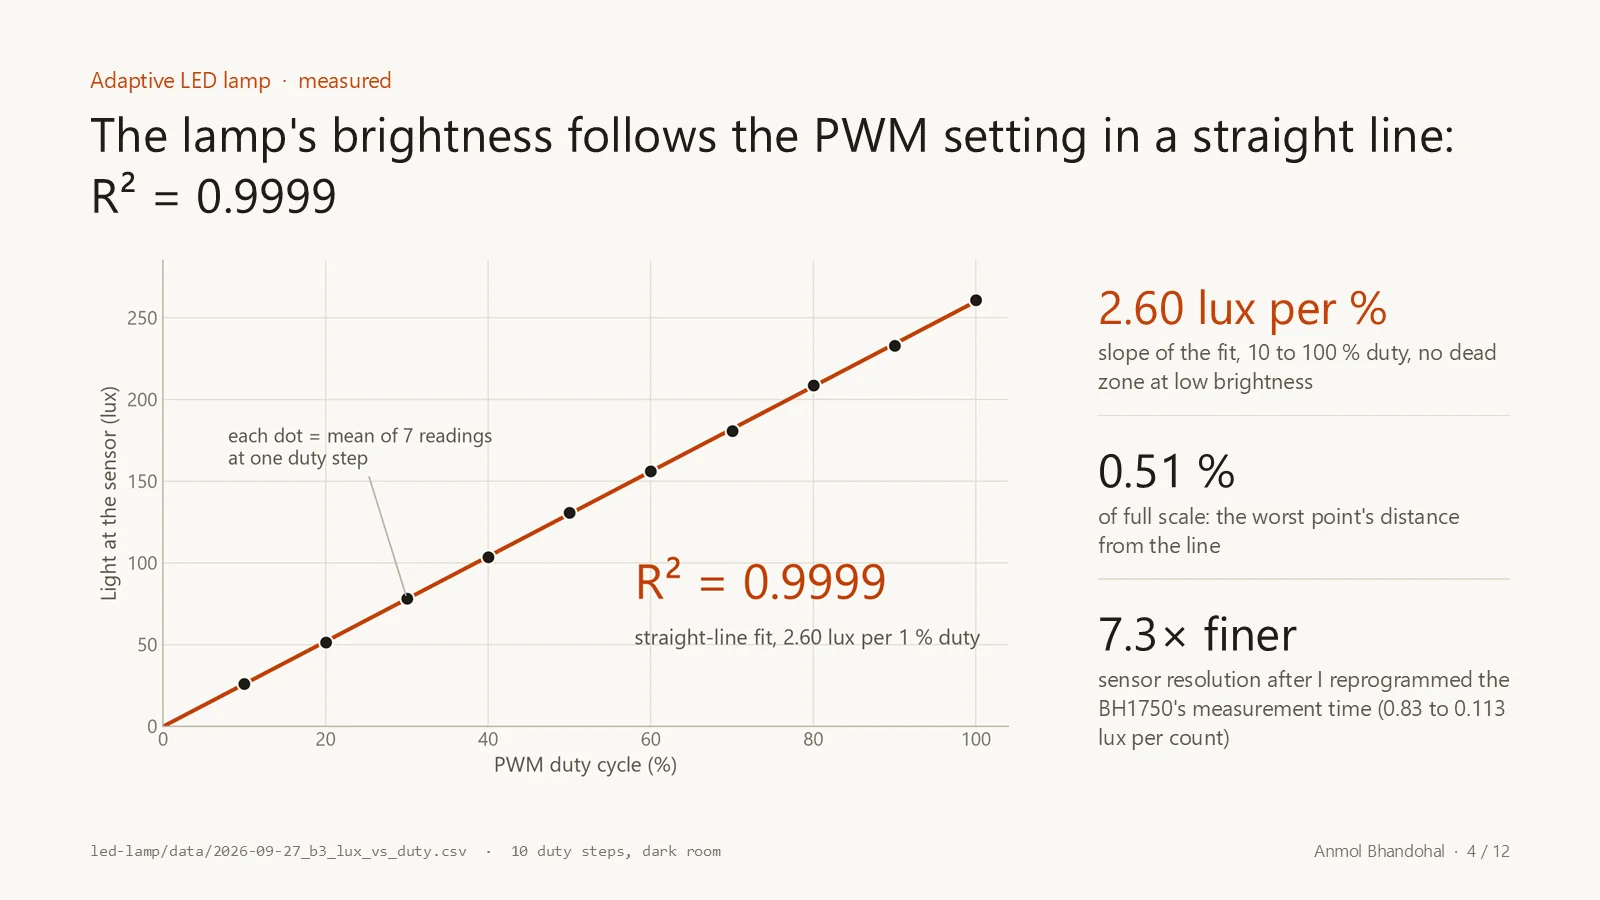 Adaptive LED lamp · measured
The lamp's brightness follows the PWM setting in a straight line:
R² = 0.9999
250
200
150
100
50
0
Light at the sensor (lux)
each dot = mean of 7 readings
at one duty step
R² = 0.9999
straight-line fit, 2.60 lux per 1 % duty
0 20 40 60 80 100
PWM duty cycle (%)
2.60 lux per %
slope of the fit, 10 to 100 % duty, no dead
zone at low brightness
0.51 %
of full scale: the worst point's distance
from the line
7.3× finer
sensor resolution after I reprogrammed the
BH1750's measurement time (0.83 to 0.113
lux per count)
led-lamp/data/2026-09-27_b3_lux_vs_duty.csv · 10 duty steps, dark room
Anmol Bhandohal · 4 / 12